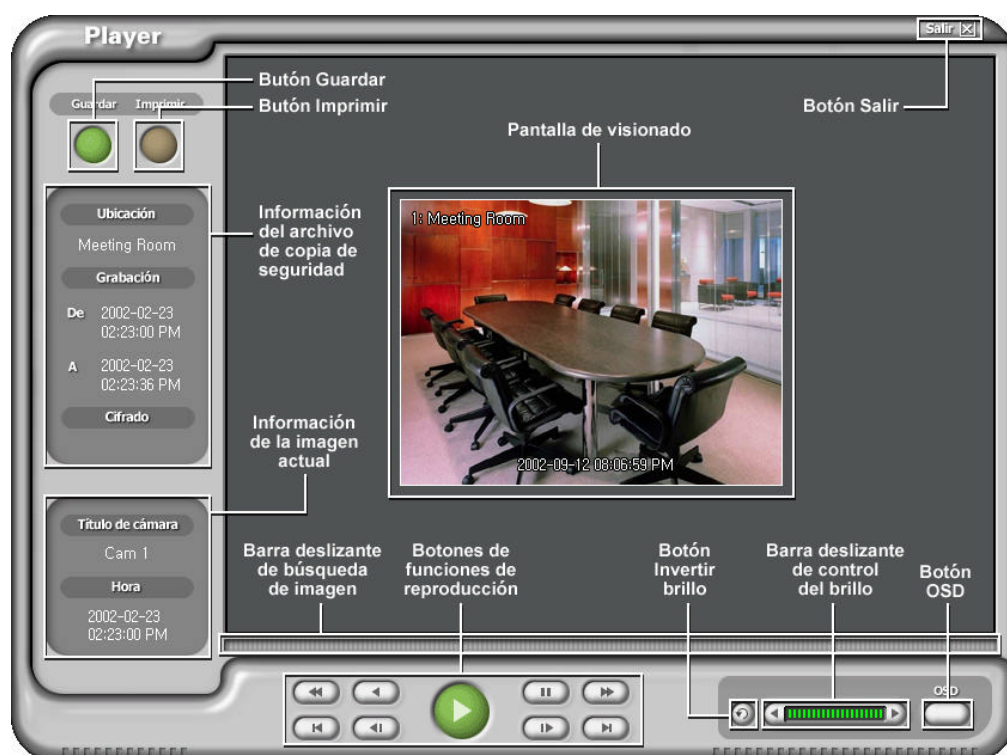 Player
Salir
Guardar Imprimir
Butón Guardar
Butón Imprimir
Botón Salir
Pantalla de visionado
Ubicación
Meeting Room
Grabación
De 2002-02-23
02:23:00 PM
A 2002-02-23
02:23:36 PM
Cifrado
Información
del archivo
de copia de
seguridad
1: Meeting Room
2002-09-12 08:06:59 PM
Información
de la imagen
actual
Título de cámara
Cam 1
Hora
2002-02-23
02:23:00 PM
Barra deslizante
de búsqueda
de imagen
Botones de
funciones de
reproducción
Botón
Invertir
brillo
Barra deslizante
de control
del brillo
Botón
OSD
OSD